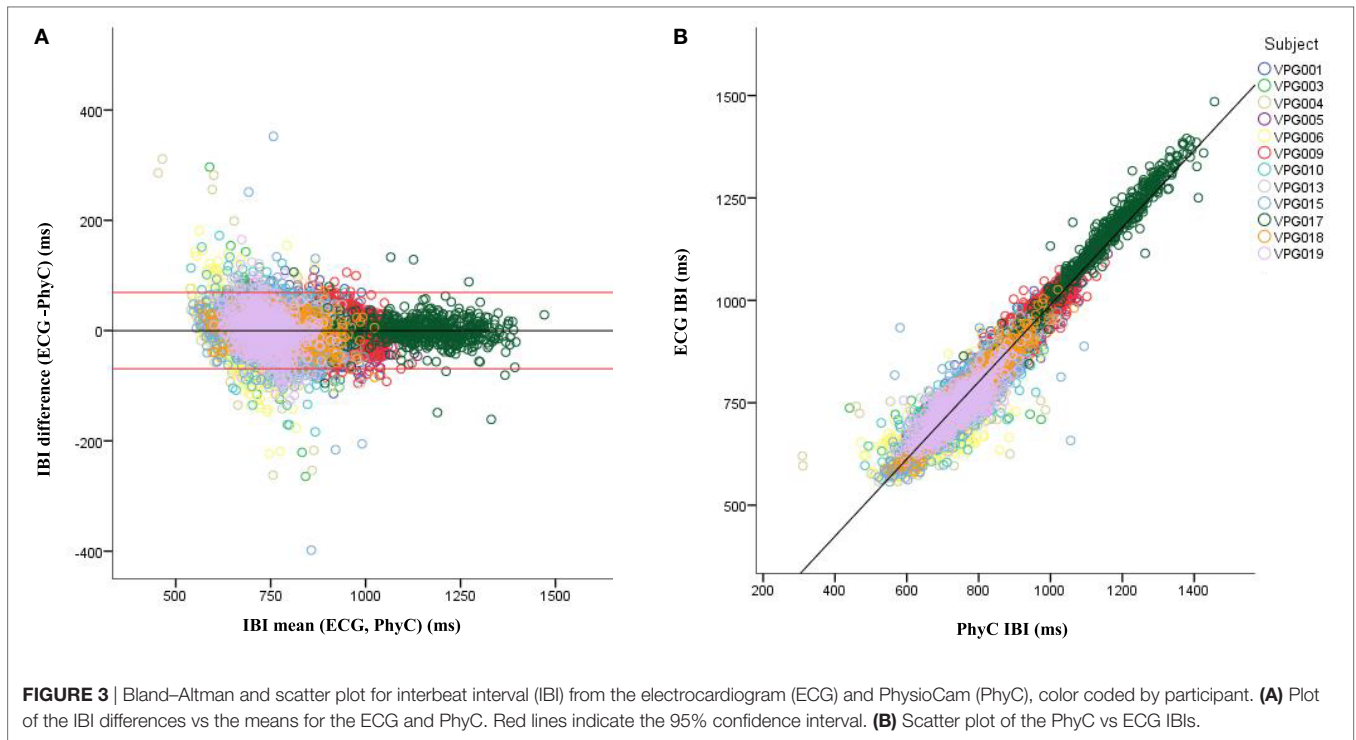 A
400
200
0
-200
-400
IBI difference (ECG -PhyC) (ms)
500 750 1000 1250 1500
IBI mean (ECG, PhyC) (ms)
B
1500
1250
1000
750
500
ECG IBI (ms)
200 400 600 800 1000 1200 1400
PhyC IBI (ms)
Subject
VPG001
VPG003
VPG004
VPG005
VPG006
VPG009
VPG010
VPG013
VPG015
VPG017
VPG018
VPG019
FIGURE 3 | Bland–Altman and scatter plot for interbeat interval (IBI) from the electrocardiogram (ECG) and PhysioCam (PhyC), color coded by participant. (A) Plot
of the IBI differences vs the means for the ECG and PhyC. Red lines indicate the 95% confidence interval. (B) Scatter plot of the PhyC vs ECG IBIs.